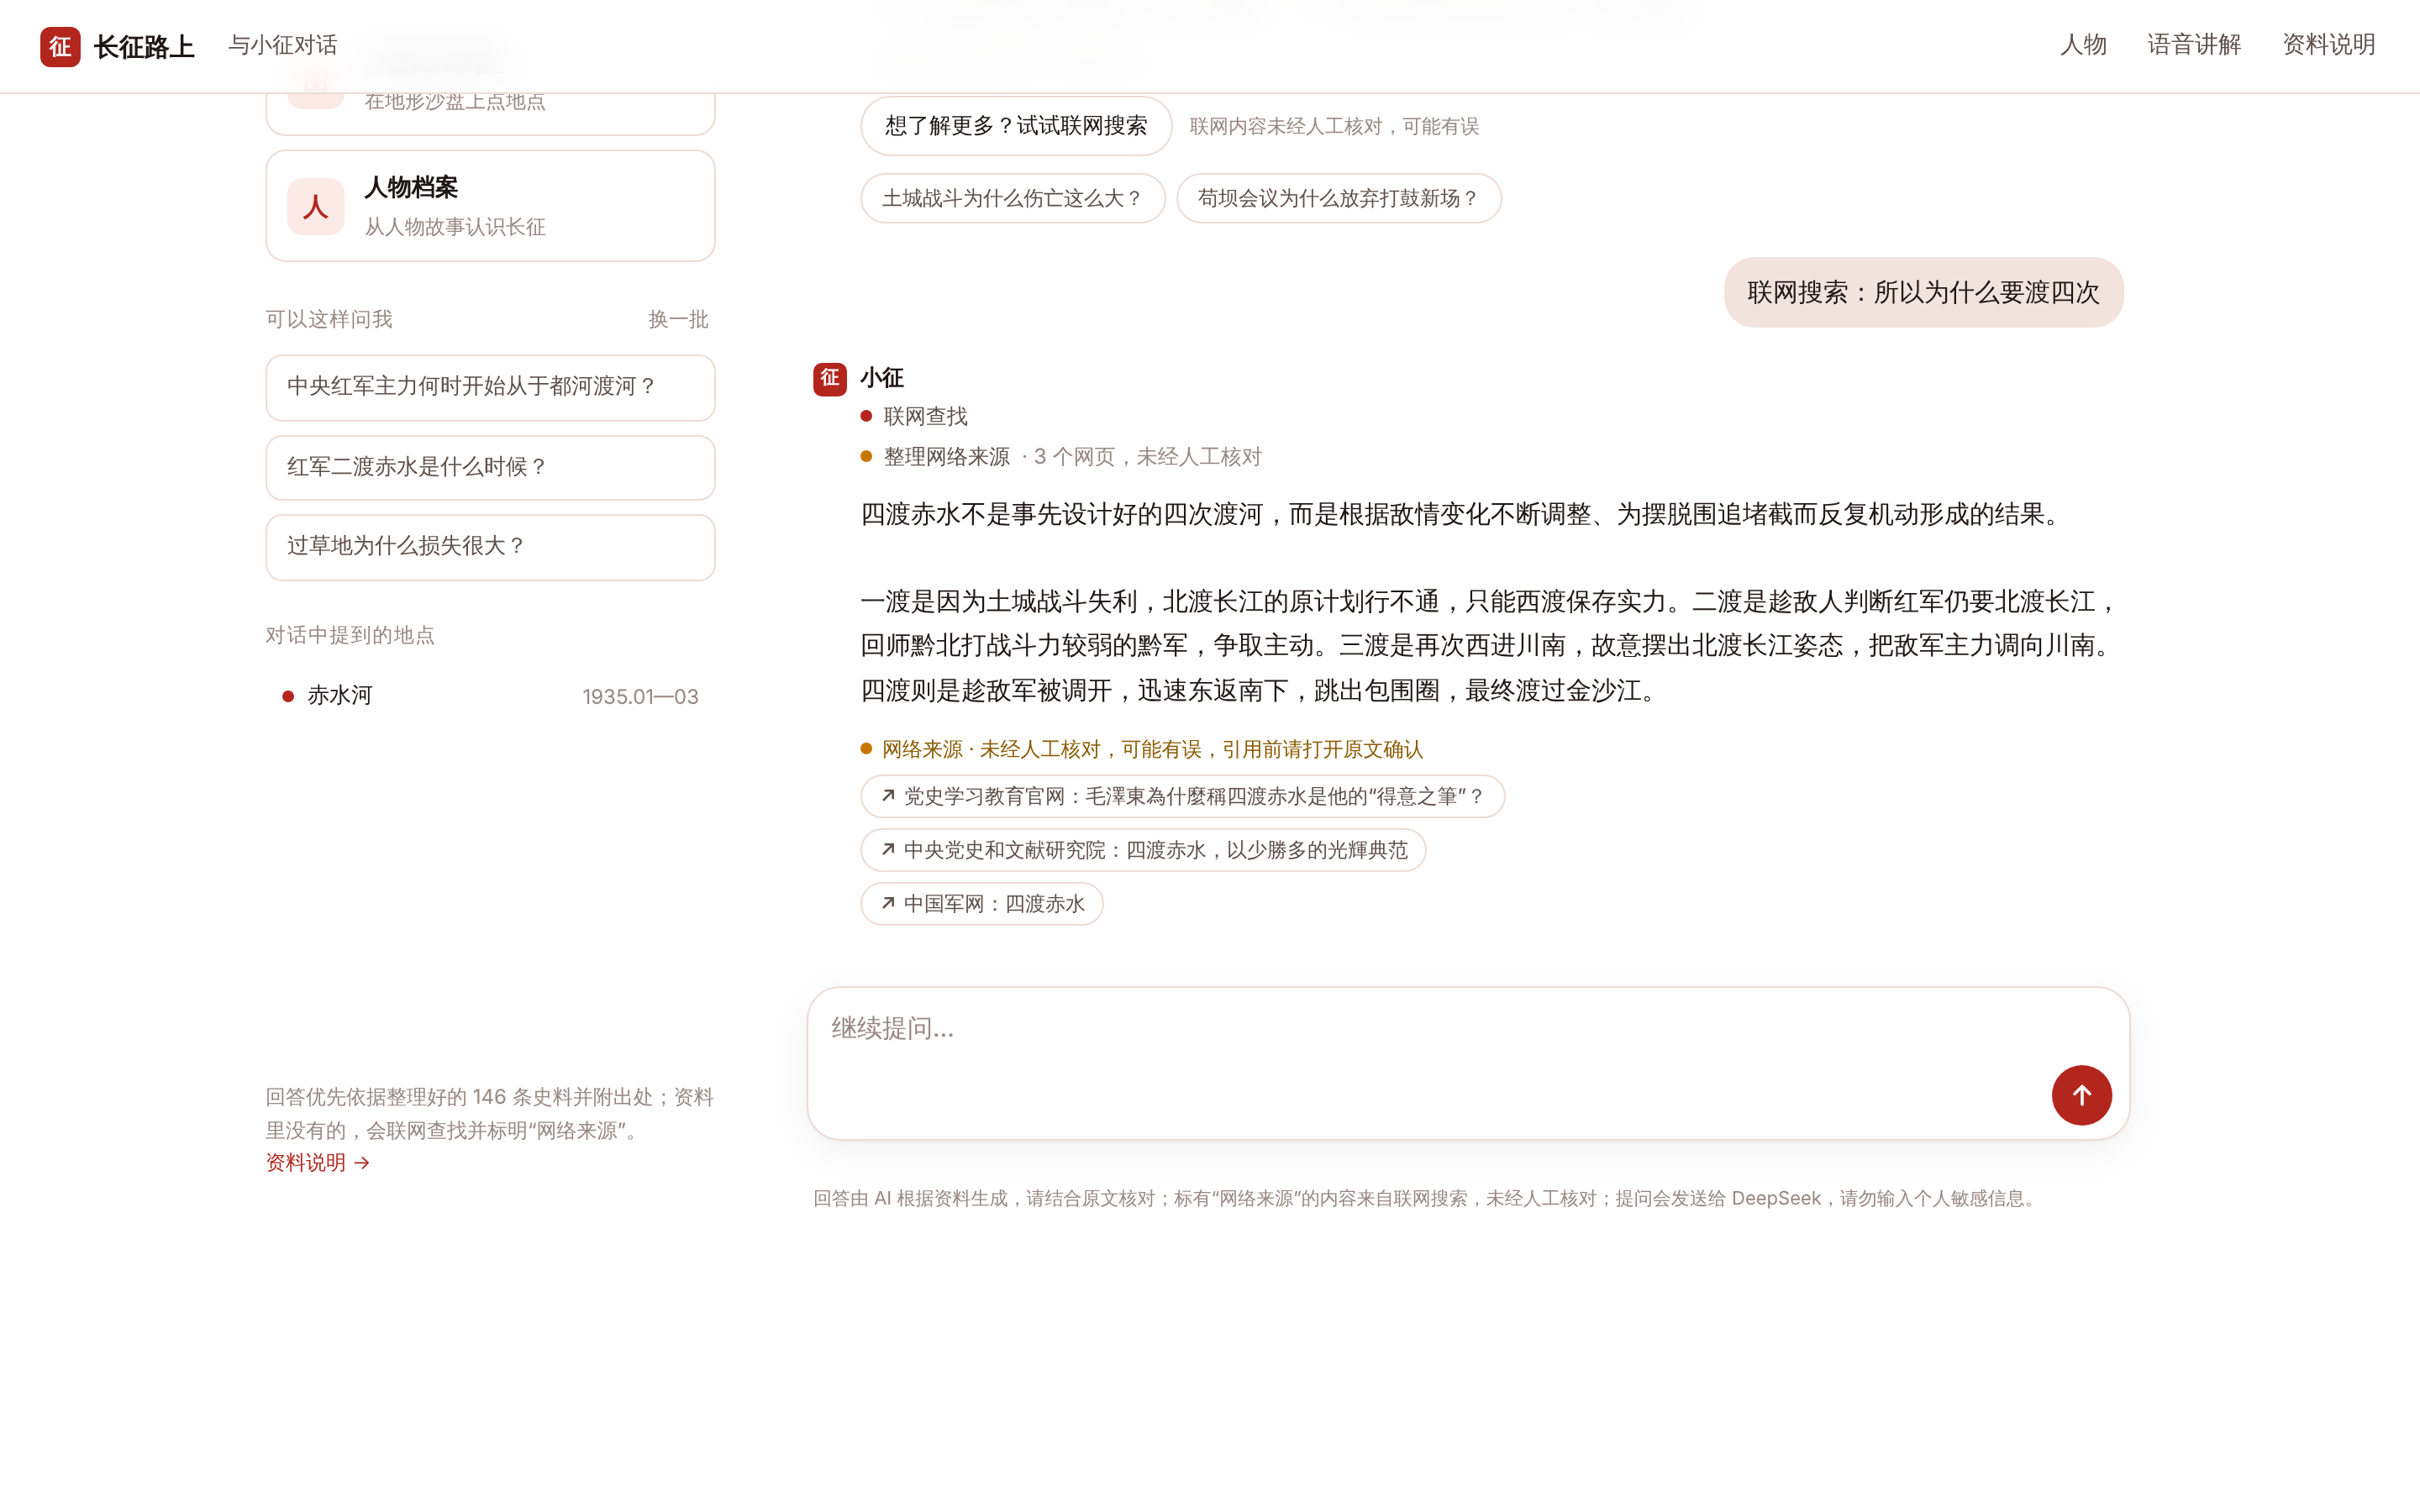 征 长征路上 与小征对话 人物 语音讲解 资料说明
在地形沙盘上点地点
人 人物档案
从人物故事认识长征
可以这样问我 换一批
中央红军主力何时开始从于都河渡河？
红军二渡赤水是什么时候？
过草地为什么损失很大？
对话中提到的地点
赤水河 1935.01—03
回答优先依据整理好的 146 条史料并附出处；资料
里没有的，会联网查找并标明“网络来源”。
资料说明 →
想了解更多？试试联网搜索 联网内容未经人工核对，可能有误
土城战斗为什么伤亡这么大？ 苟坝会议为什么放弃打鼓新场？
联网搜索：所以为什么要渡四次
征 小征
联网查找
整理网络来源 · 3 个网页，未经人工核对
四渡赤水不是事先设计好的四次渡河，而是根据敌情变化不断调整、为摆脱围追堵截而反复机动形成的结果。
一渡是因为土城战斗失利，北渡长江的原计划行不通，只能西渡保存实力。二渡是趁敌人判断红军仍要北渡长江，
回师黔北打战斗力较弱的黔军，争取主动。三渡是再次西进川南，故意摆出北渡长江姿态，把敌军主力调向川南。
四渡则是趁敌军被调开，迅速东返南下，跳出包围圈，最终渡过金沙江。
网络来源 · 未经人工核对，可能有误，引用前请打开原文确认
↗ 党史学习教育官网：毛澤東為什麼稱四渡赤水是他的“得意之筆”？
↗ 中央党史和文献研究院：四渡赤水，以少勝多的光輝典范
↗ 中国军网：四渡赤水
继续提问...
回答由 AI 根据资料生成，请结合原文核对；标有“网络来源”的内容来自联网搜索，未经人工核对；提问会发送给 DeepSeek，请勿输入个人敏感信息。